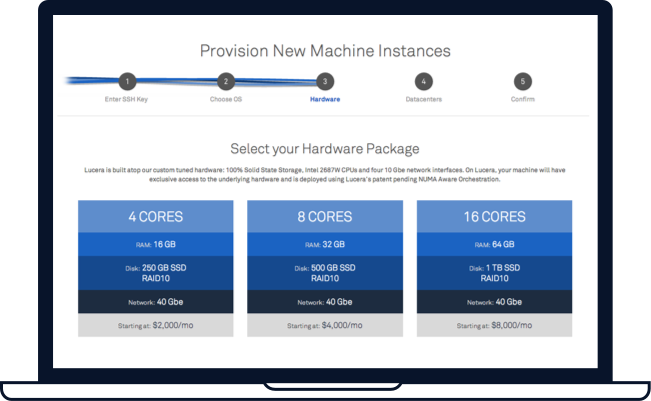 Provision New Machine Instances
1 2 3 4 5
Enter SSH Key Choose OS Hardware Datacenters Confirm
Select your Hardware Package
Lucera is built atop our custom tuned hardware: 100% Solid State Storage, Intel 2687W CPUs and four 10 Gbe network interfaces. On Lucera, your machine will have
exclusive access to the underlying hardware and is deployed using Lucera's patent pending NUMA Aware Orchestration.
4 CORES 8 CORES 16 CORES
RAM: 16 GB RAM: 32 GB RAM: 64 GB
Disk: 250 GB SSD Disk: 500 GB SSD Disk: 1 TB SSD
RAID10 RAID10 RAID10
Network: 40 Gbe Network: 40 Gbe Network: 40 Gbe
Starting at: $2,000/mo Starting at: $4,000/mo Starting at: $8,000/mo